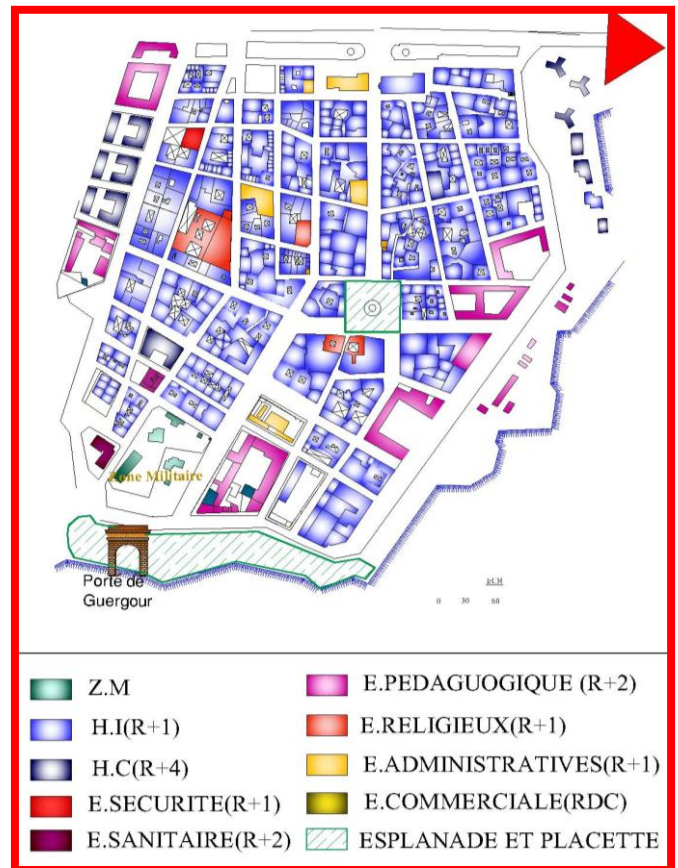 Zone Militaire
Porte de
Guergour
0 30 60
Z.M
H.I(R+1)
H.C(R+4)
E.SECURITE(R+1)
E.SANITAIRE(R+2)
E.PEDAGUOGIQUE (R+2)
E.RELIGIEUX(R+1)
E.ADMINISTRATIVES(R+1)
E.COMMERCIALE(RDC)
ESPLANADE ET PLACETTE